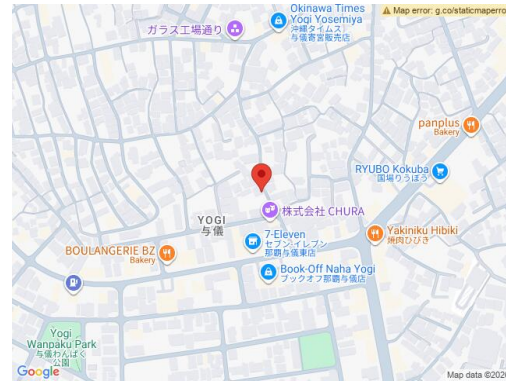 Okinawa Times
Yogi Yosemiya
沖縄タイムス
与儀寄宮販売店
ガラス工場通り
Map error: g.co/staticmaperro
panplus
Bakery
RYUBO Kokuba
国場りうぼう
株式会社 CHURA
YOGI
与儀
7-Eleven
セブン-イレブン
那覇与儀東店
Yakiniku Hibiki
焼肉ひびき
BOULANGERIE BZ
Bakery
Book-Off Naha Yogi
ブックオフ那覇与儀店
Yogi
Wanpaku Park
与儀わんぱく
公園
Google
Map data ©2026